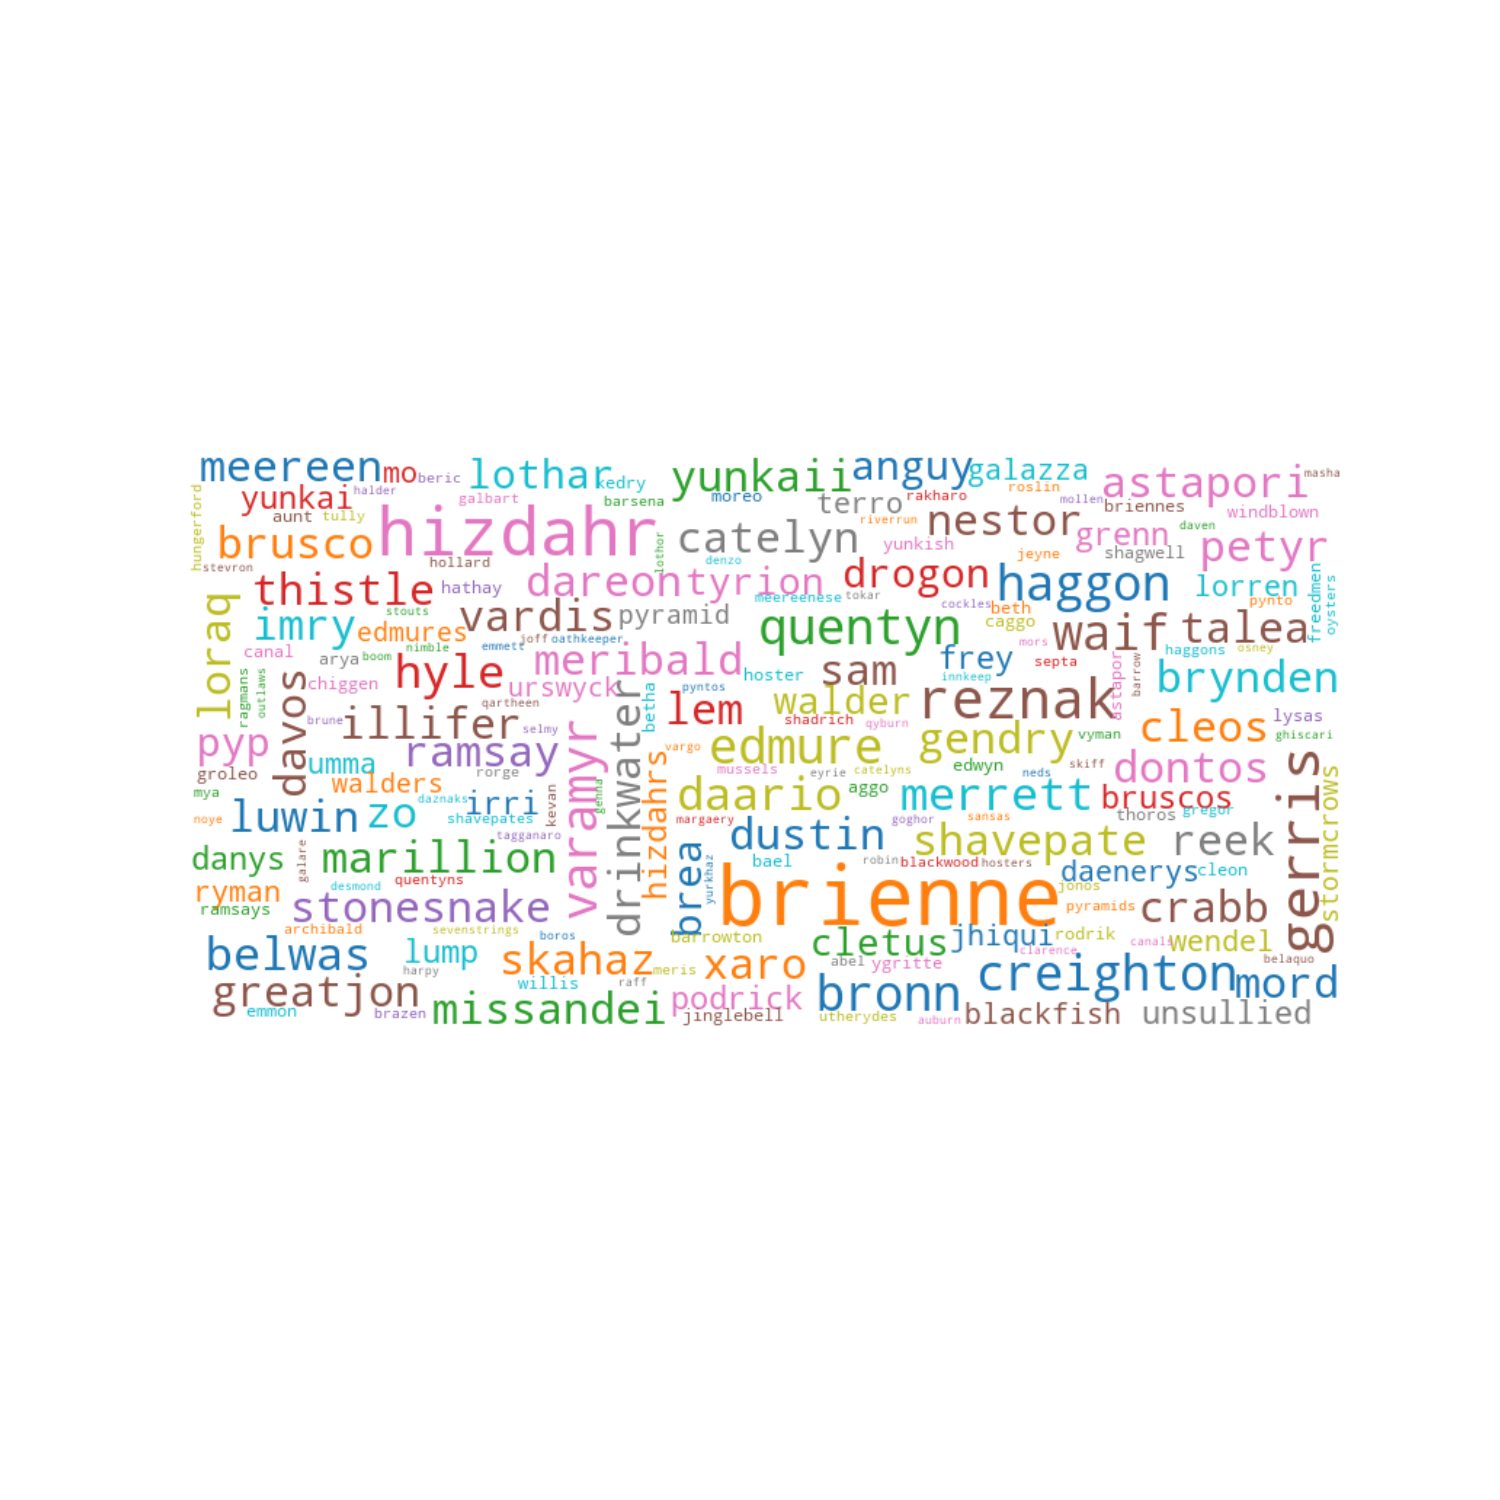 meereen mo beric lothar kedry yunkaii anguy galazza astapori masha
hungerford yunkai halder galbart barsena moreo terro rakharo roslin mollen briennes windblown
aunt tully hizdahr riverrun nestor grenn daven
brusco catelyn yunkish jeyne shagwell petyr
stevron hollard lothor denzo
thistle hathay dareon tyrion drogon haggon lorren freedmen oysters
loraq stouts vardis pyramid meereenese tokar cockles beth pynto
imry edmures joff oathkeeper quentyn caggo waif talea
canal arya boom nimble emmett meribald sam frey mors septa haggons osney
ragmans outlaws davos chiggen hyle urswyck hoster innkeep astapor barrow brynden
qartheen drinkwater betha pyntos lem walder reznak
pyp brune illifer selmy varamyr shadrich qyburn cleos lysas
umma ramsay hizdahrs vargo edmure gendry vyman ghiscari
groleo walders rorge mussels eyrie catelyns edwyn neds skiff dontos gerris stormcrows
mya daznaks irri kevan genna daario aggo merrett bruscos
noye luwin zo shavepates margaery goghor sansas thoros gregor
tagganaro dustin shavepate reek
danys galare marillion brea yurkhaz bael robin blackwood hosters daenerys cleon
ryman desmond quentyns brienne jonos
ramsays stonesnake pyramids crabb
archibald sevenstrings boros barrowton cletus jhiqui rodrik canals wendel
belwas lump skahaz meris xaro abel ygritte clarence belaquo
harpy willis raff creighton mord
greatjon missandei podrick bronn
emmon brazen jinglebell utherydes auburn blackfish unsullied